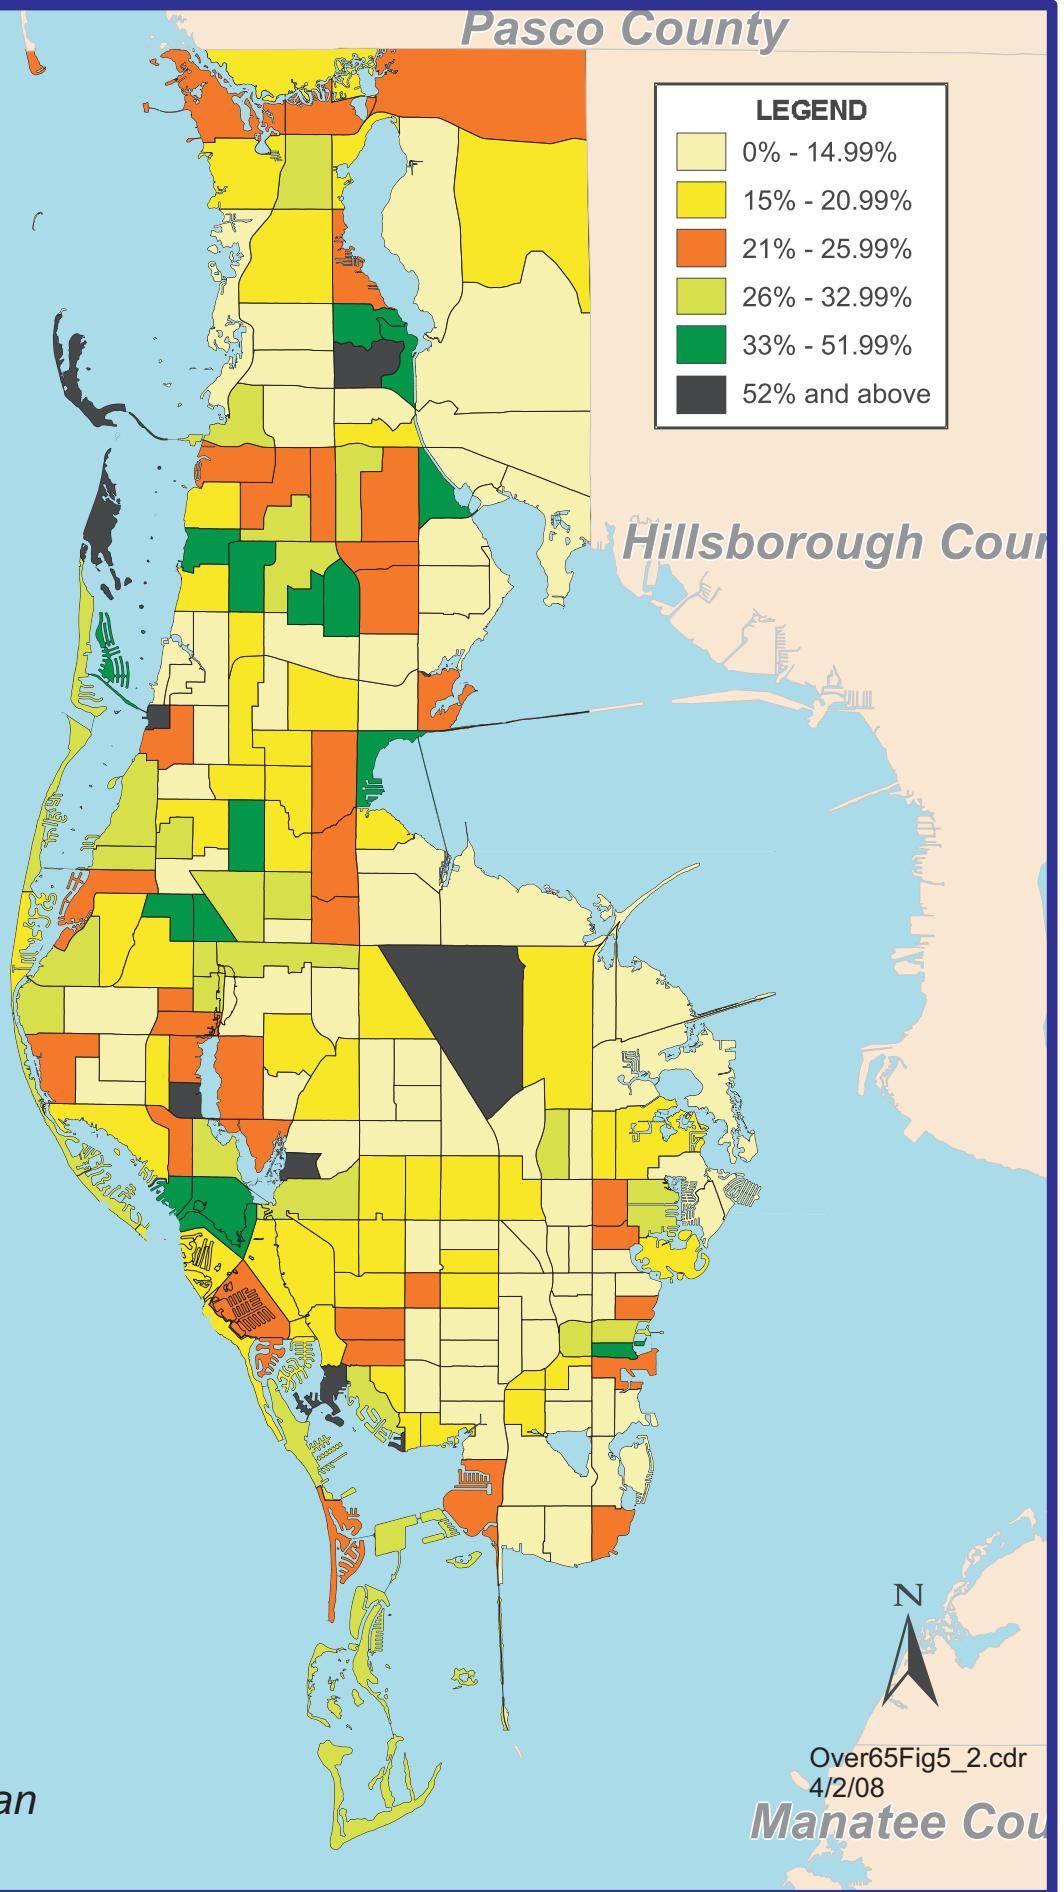 Pasco County
LEGEND
0% - 14.99%
15% - 20.99%
21% - 25.99%
26% - 32.99%
33% - 51.99%
52% and above
Hillsborough Coun
N
Over65Fig5_2.cdr
4/2/08
an
Manatee Cou